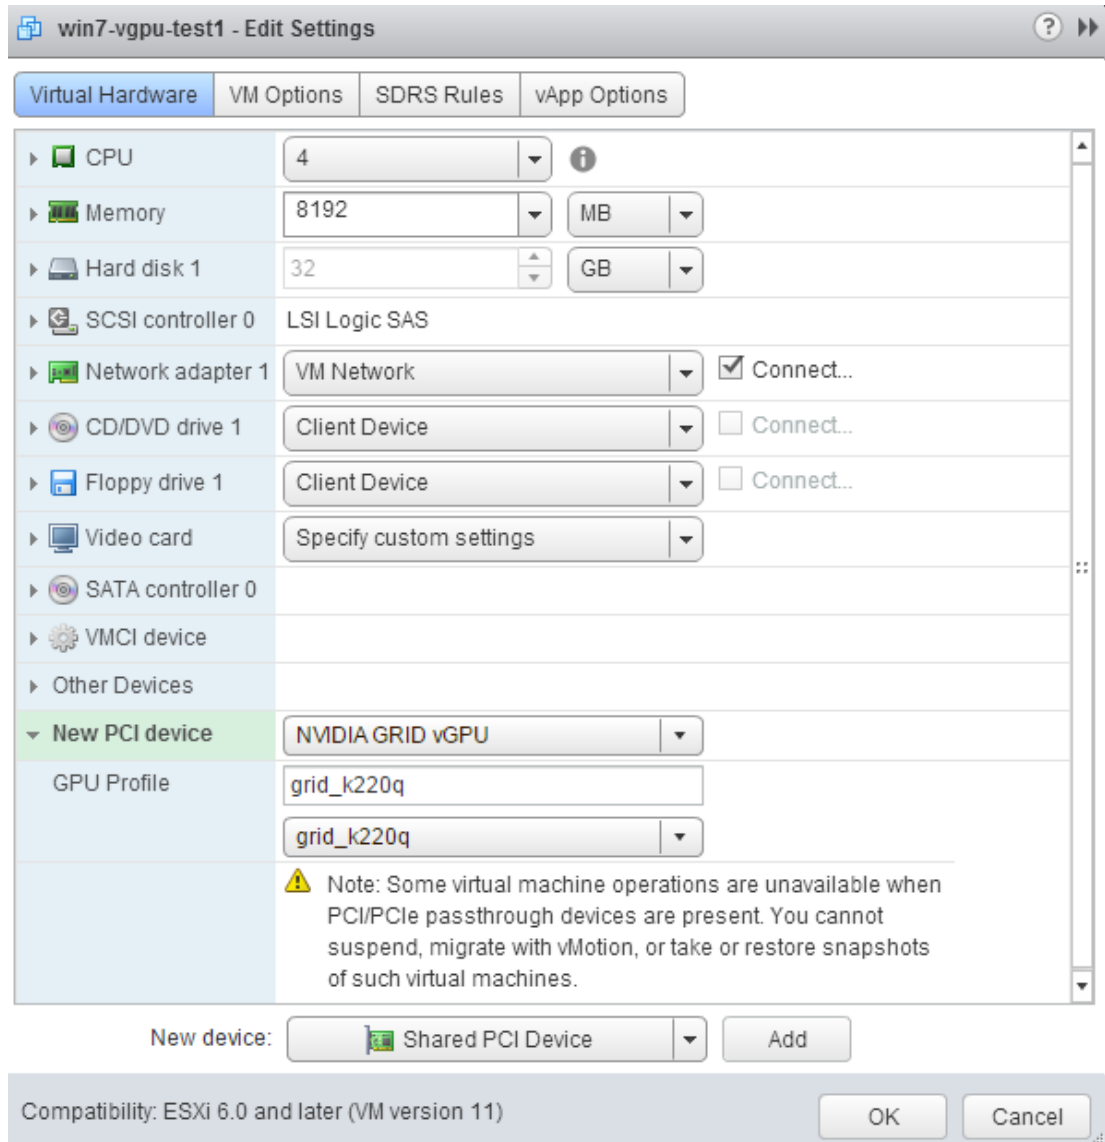 win7-vgpu-test1 - Edit Settings
?
Virtual Hardware
VM Options
SDRS Rules
vApp Options
CPU
4
Memory
8192
MB
Hard disk 1
32
GB
SCSI controller 0
LSI Logic SAS
Network adapter 1
VM Network
Connect...
CD/DVD drive 1
Client Device
Connect...
Floppy drive 1
Client Device
Connect...
Video card
Specify custom settings
SATA controller 0
VMCI device
Other Devices
New PCI device
NVIDIA GRID vGPU
GPU Profile
grid_k220q
grid_k220q
Note: Some virtual machine operations are unavailable when
PCI/PCIe passthrough devices are present. You cannot
suspend, migrate with vMotion, or take or restore snapshots
of such virtual machines.
New device:
Shared PCI Device
Add
Compatibility: ESXi 6.0 and later (VM version 11)
OK
Cancel